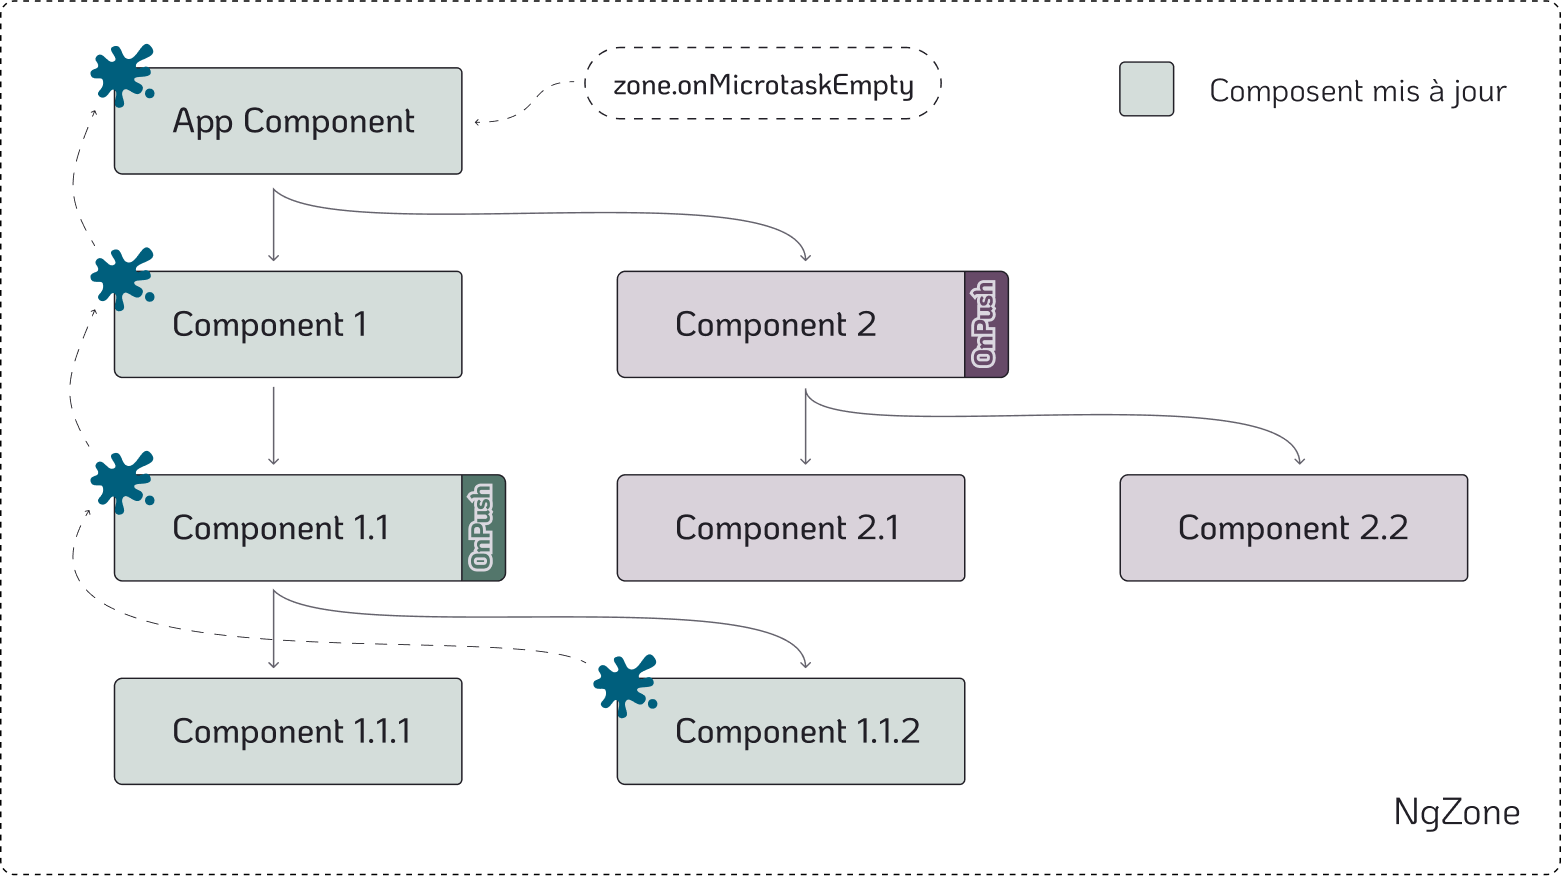 zone.onMicrotaskEmpty
Composent mis à jour
App Component
Component 1
Component 2
OnPush
Component 1.1
OnPush
Component 2.1
Component 2.2
Component 1.1.1
Component 1.1.2
NgZone